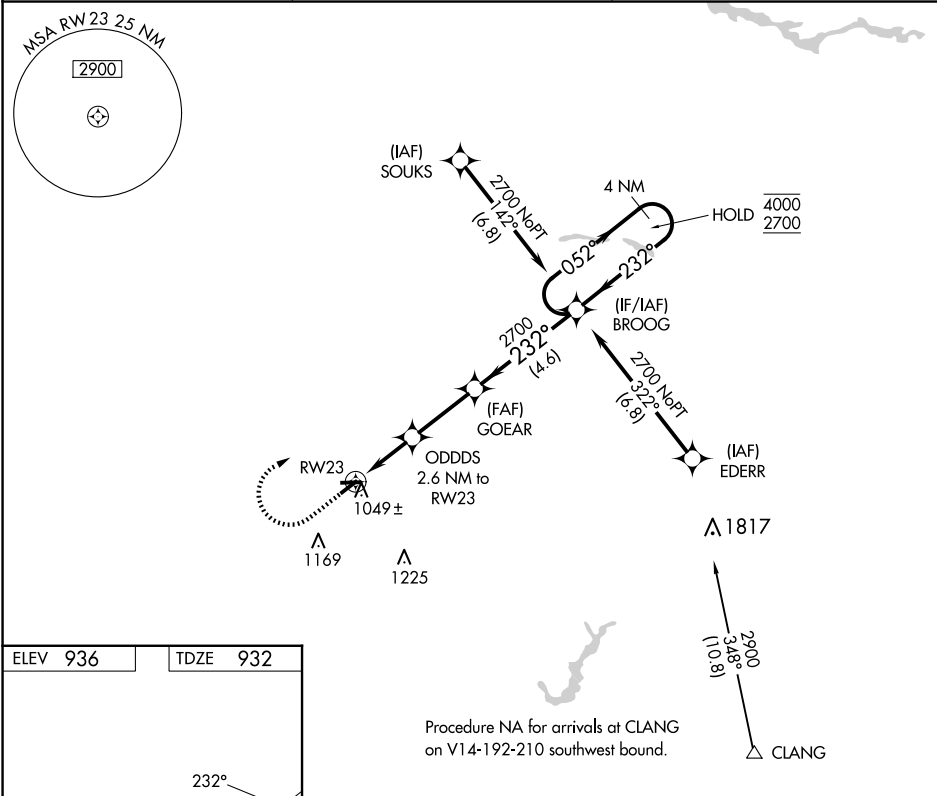 MSA RW 23 25 NM
2900
(IAF)
SOUKS
2700 NoPT
142°
(6.8)
4 NM
HOLD
4000
2700
052°
232°
(IF/IAF)
BROOG
2700
232°
(4.6)
2700 NoPT
322°
(6.8)
(FAF)
GOEAR
(IAF)
EDERR
ODDDS
2.6 NM to
RW23
RW23
1049 ±
1169
1225
1817
2900
348°
(10.8)
CLANG
ELEV 936
TDZE 932
Procedure NA for arrivals at CLANG
on V14-192-210 southwest bound.
232°